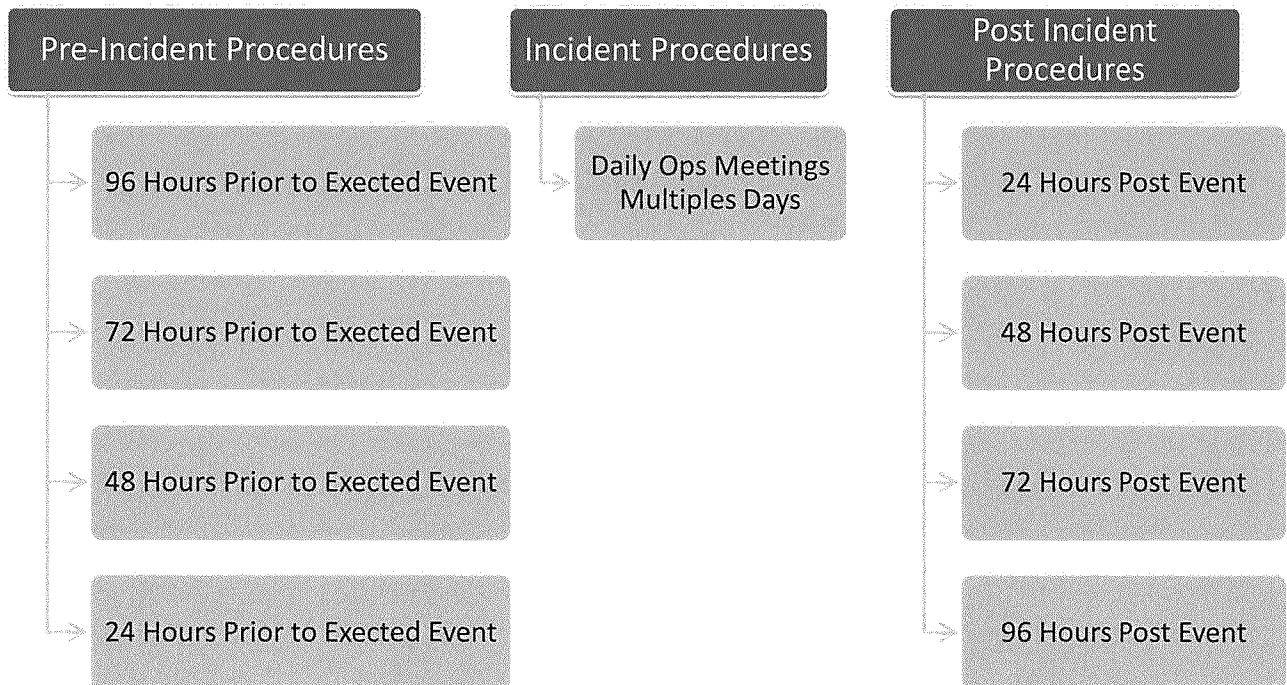 Pre-Incident Procedures
96 Hours Prior to Exected Event
72 Hours Prior to Exected Event
48 Hours Prior to Exected Event
24 Hours Prior to Exected Event
Incident Procedures
Daily Ops Meetings
Multiples Days
Post Incident
Procedures
24 Hours Post Event
48 Hours Post Event
72 Hours Post Event
96 Hours Post Event